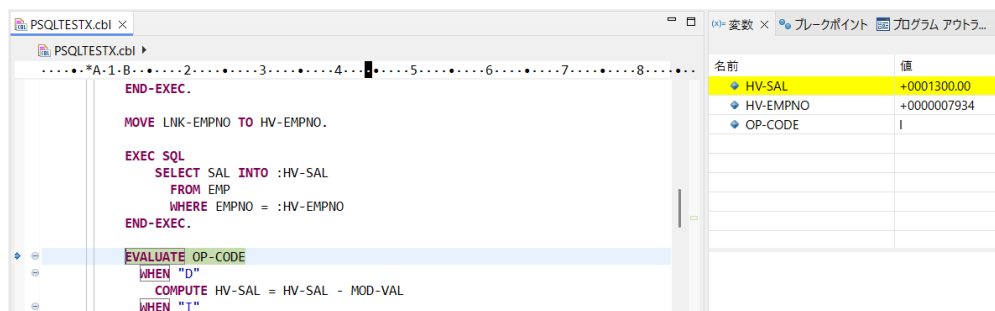 PSQLTESTX.cbl
PSQLTESTX.cbl
····•·*A·1·B··•····2····•····3····•····4····•····5····•····6····•····7····•····8····•··
END-EXEC.
MOVE LNK-EMPNO TO HV-EMPNO.
EXEC SQL
SELECT SAL INTO :HV-SAL
FROM EMP
WHERE EMPNO = :HV-EMPNO
END-EXEC.
EVALUATE OP-CODE
WHEN "D"
COMPUTE HV-SAL = HV-SAL - MOD-VAL
WHEN "I"
(x)= 変数 ブレークポイント プログラム アウトラ...
名前 値
HV-SAL +0001300.00
HV-EMPNO +0000007934
OP-CODE I